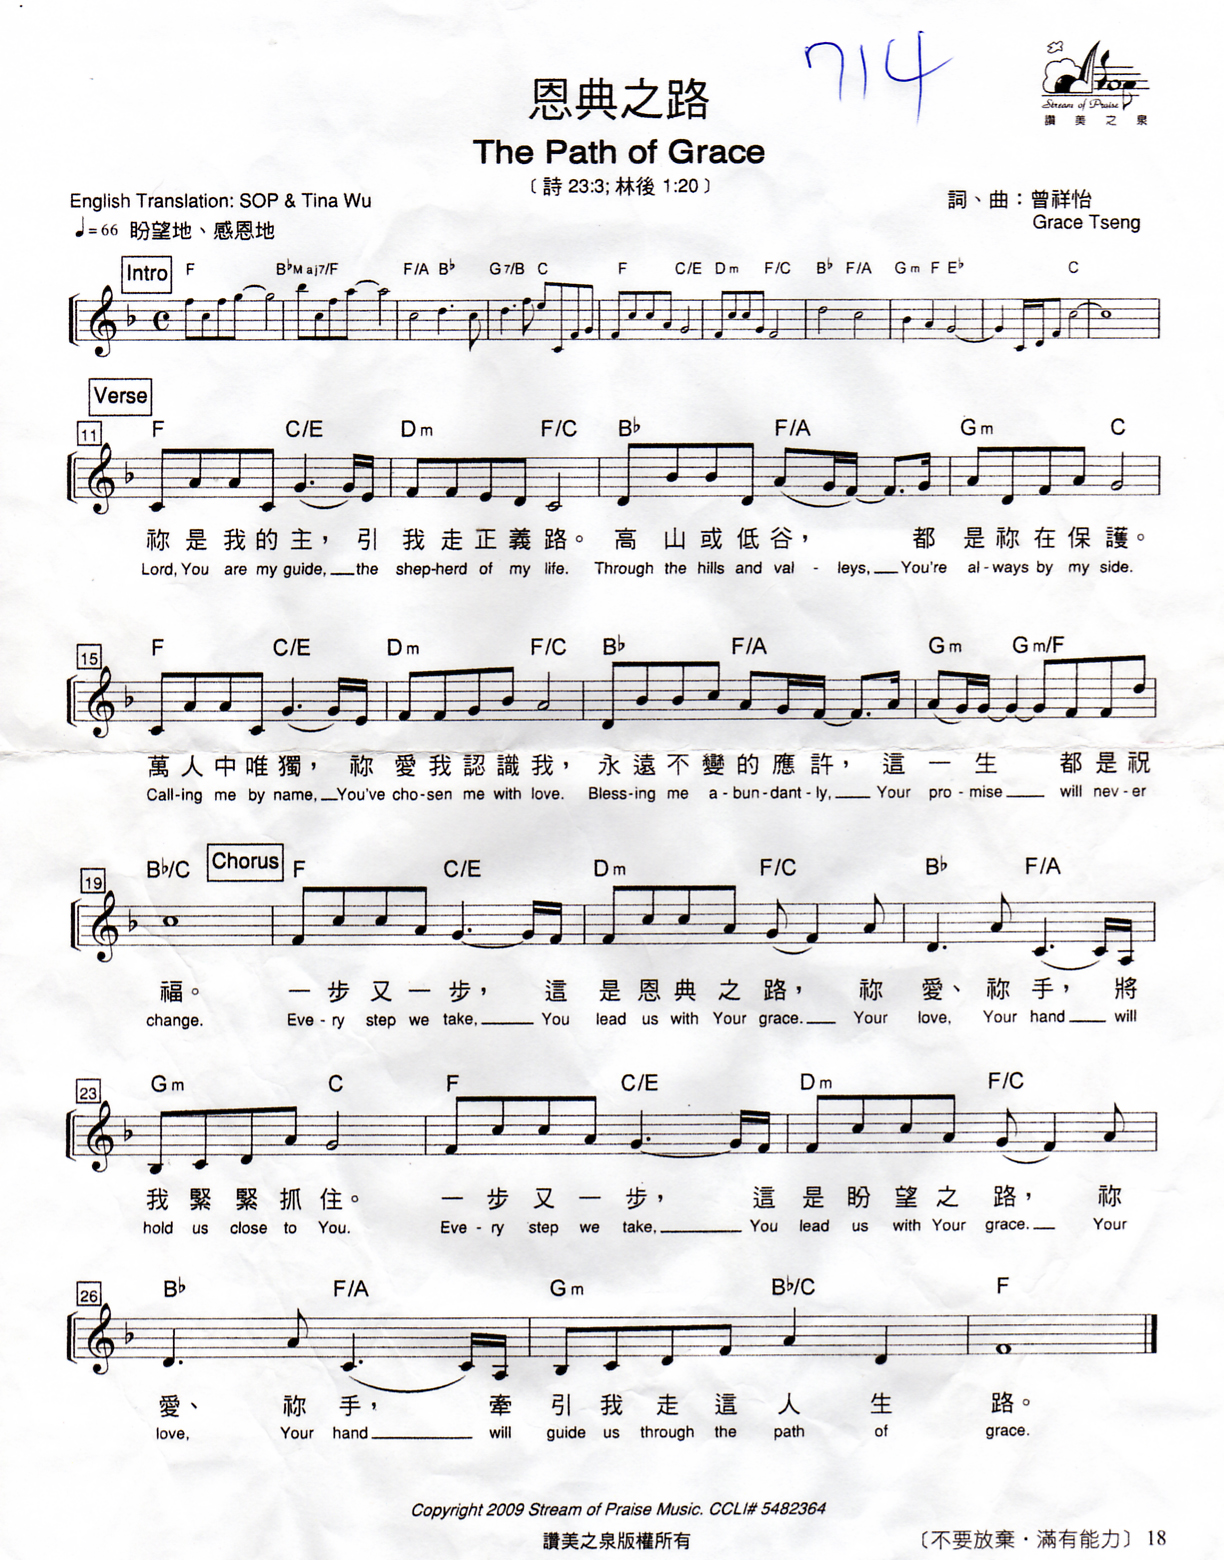 714
Stream of Praise
讚美之泉
恩典之路
The Path of Grace
﹝詩 23:3; 林後 1:20﹞
English Translation: SOP & Tina Wu
詞、曲：曾祥怡
♩= 66 盼望地、感恩地
Grace Tseng
Intro F B♭Maj7/F F/A B♭ G7/B C F C/E Dm F/C B♭ F/A Gm F E♭ C
Verse
11 F C/E Dm F/C B♭ F/A Gm C
祢是我的主，引我走正義路。高山或低谷，都是祢在保護。
Lord, You are my guide,__the shep-herd of my life. Through the hills and val - leys,__You're al-ways by my side.
15 F C/E Dm F/C B♭ F/A Gm Gm/F
萬人中唯獨，祢愛我認識我，永遠不變的應許，這一生 都是祝
Call-ing me by name,__You've cho-sen me with love. Bless-ing me a-bun-dant-ly,___ Your pro-mise___ will nev-er
19 B♭/C Chorus F C/E Dm F/C B♭ F/A
福。 一步又一步，這是恩典之路，祢愛、祢手，將
change. Eve-ry step we take,____ You lead us with Your grace.__ Your love, Your hand___ will
23 Gm C F C/E Dm F/C
我緊緊抓住。 一步又一步，這是盼望之路，祢
hold us close to You. Eve-ry step we take,_____ You lead us with Your grace.__ Your
26 B♭ F/A Gm B♭/C F
愛、祢手，牽引我走這人生路。
love, Your hand________ will guide us through the path of grace.
Copyright 2009 Stream of Praise Music. CCLI# 5482364
讚美之泉版權所有
﹝不要放棄・滿有能力﹞ 18